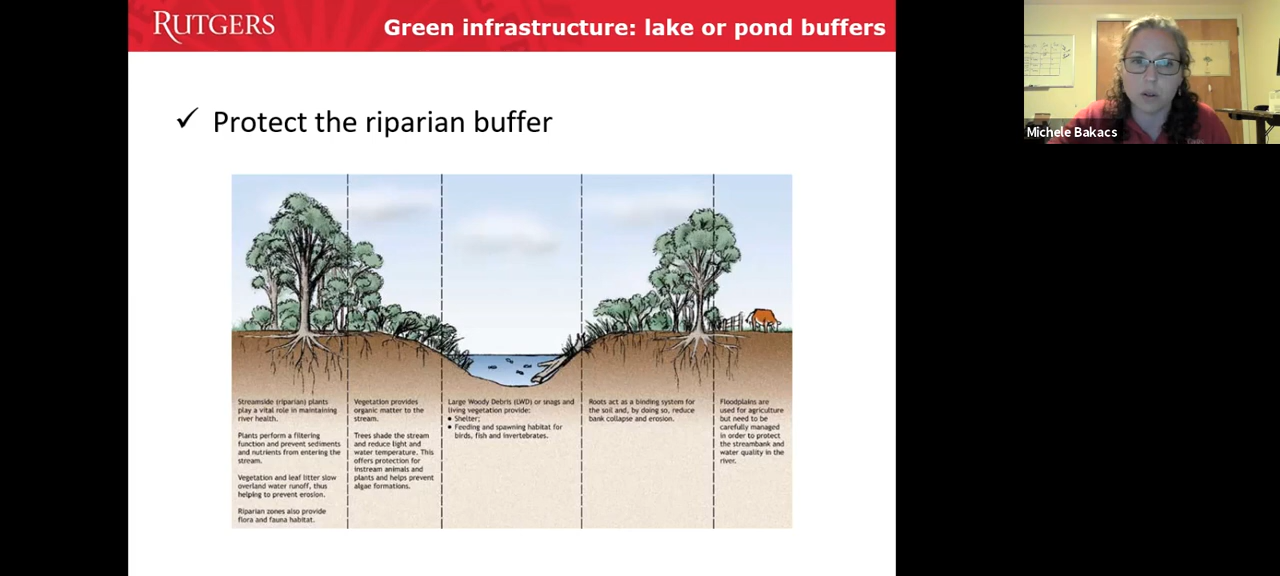 RUTGERS
Green infrastructure: lake or pond buffers
✓ Protect the riparian buffer
Streamside (riparian) plants
play a vital role in maintaining
river health.
Plants perform a filtering
function and prevent sediments
and nutrients from entering the
stream.
Vegetation and leaf litter slow
overland water runoff, thus
helping to prevent erosion.
Riparian zones also provide
flora and fauna habitat.
Vegetation provides
organic matter to the
stream.
Trees shade the stream
and reduce light and
water temperature. This
offers protection for
instream animals and
plants and helps prevent
algae formations.
Large Woody Debris (LWD) or snags and
living vegetation provide:
• Shelter;
• Feeding and spawning habitat for
birds, fish and invertebrates.
Roots act as a binding system for
the soil and, by doing so, reduce
bank collapse and erosion.
Floodplains are
used for agriculture
but need to be
carefully managed
in order to protect
the streambank and
water quality in the
river.
Michele Bakacs